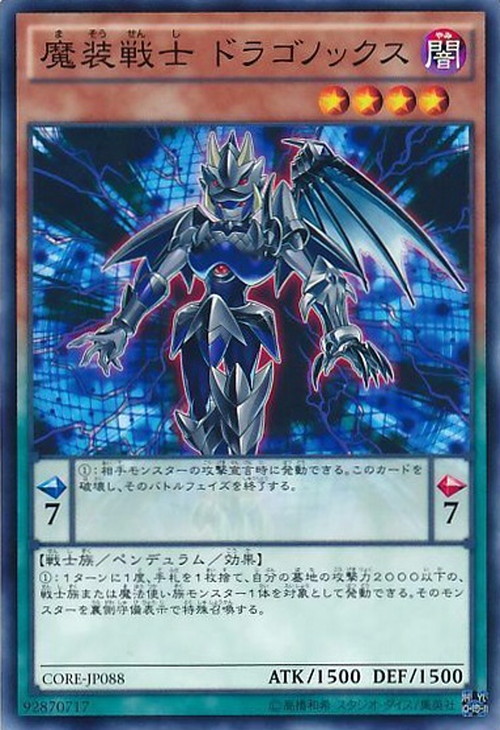 魔装戦士 ドラゴノックス
闇
①：相手モンスターの攻撃宣言時に発動できる。このカードを
破壊し、そのバトルフェイズを終了する。
7
7
【戦士族／ペンデュラム／効果】
①：1ターンに1度、手札を1枚捨て、自分の墓地の攻撃力2000以下の、
戦士族または魔法使い族モンスター1体を対象として発動できる。そのモン
スターを裏側守備表示で特殊召喚する。
CORE-JP088
ATK/1500 DEF/1500
92870717
©高橋和希 スタジオ・ダイス/集英社